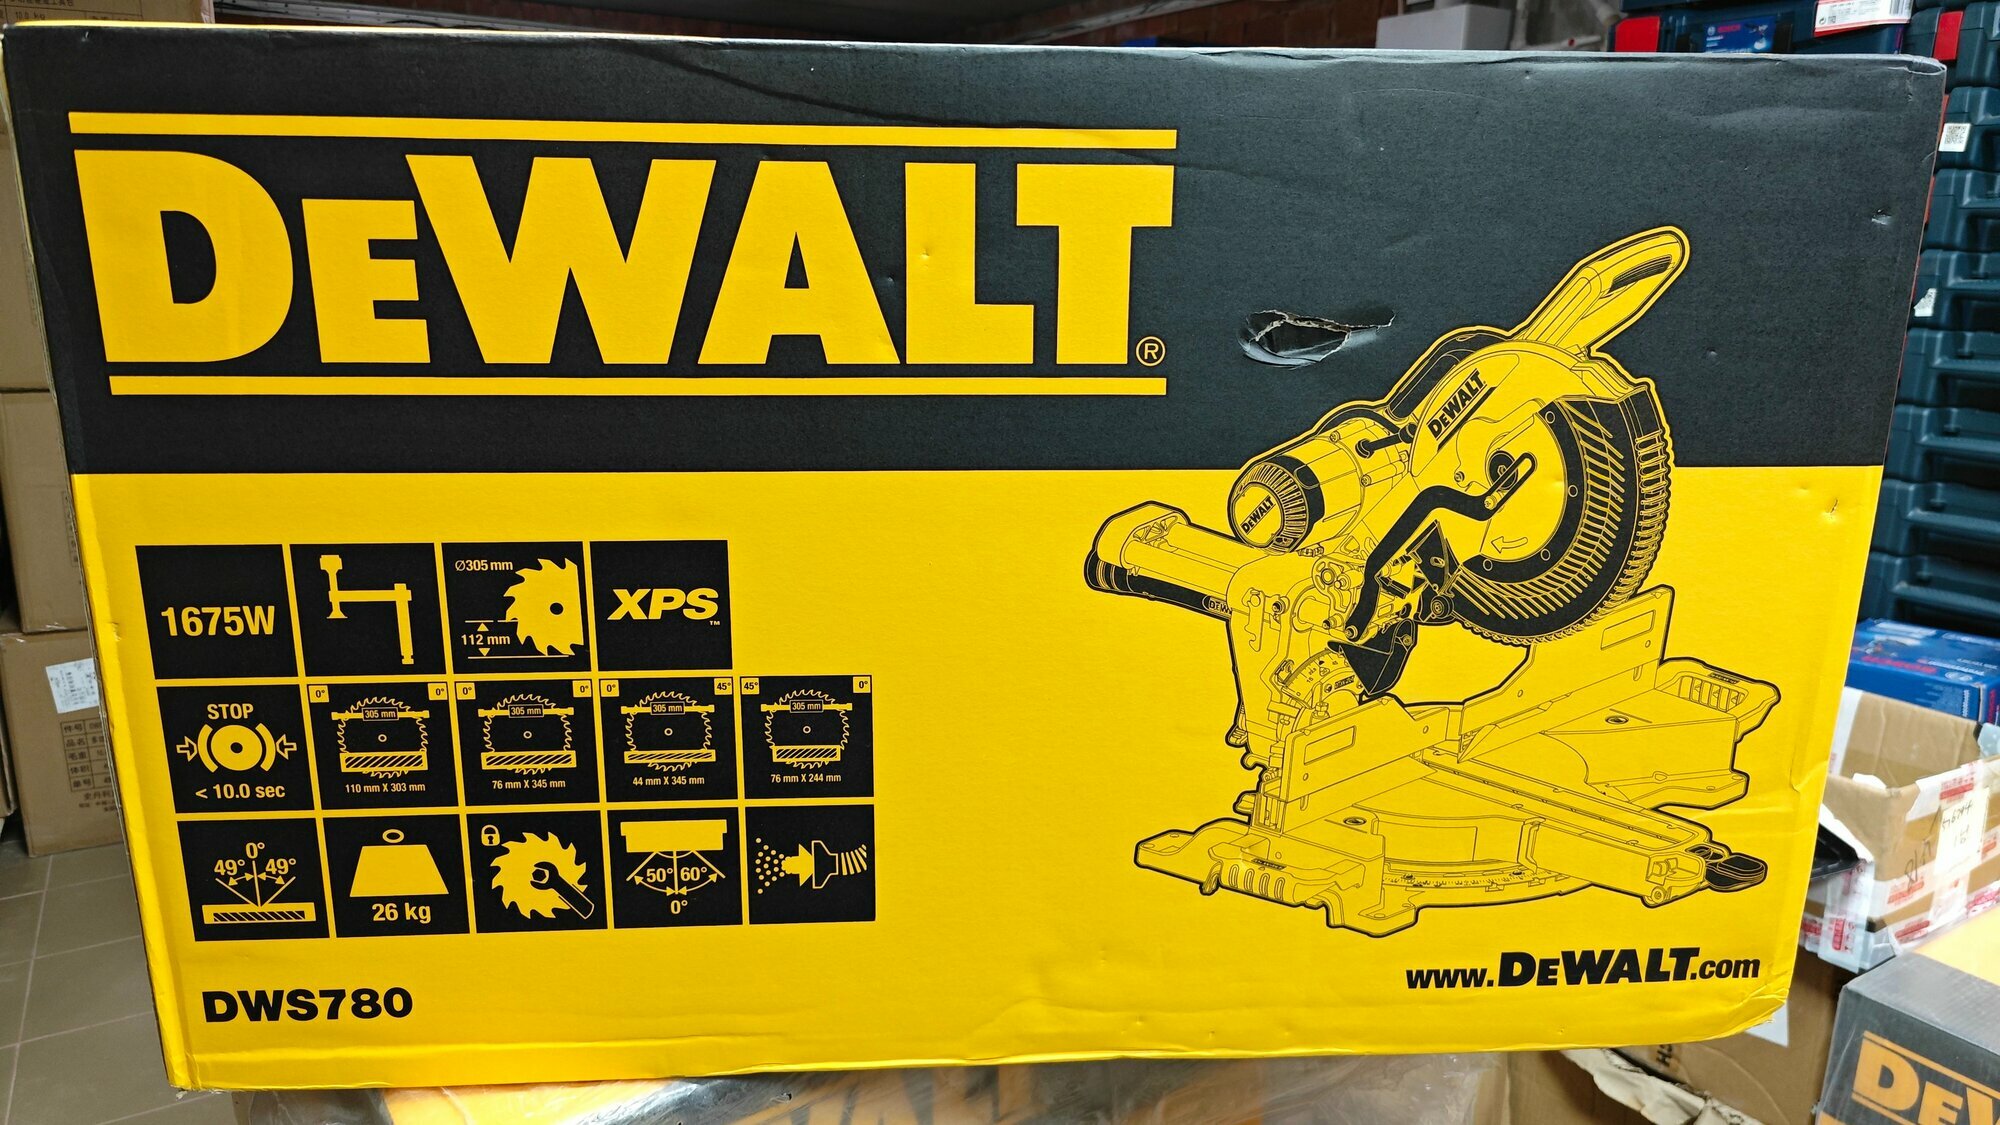 DEWALT®
DEWALT
DEWALT
1675W
Ø305 mm
112 mm
XPS™
STOP
< 10.0 sec
0° 0°
305 mm
110 mm X 303 mm
0° 0°
305 mm
76 mm X 345 mm
0° 45°
305 mm
44 mm X 345 mm
45° 0°
305 mm
76 mm X 244 mm
0°
49° 49°
26 kg
50° 60°
0°
DWS780
www.DEWALT.com